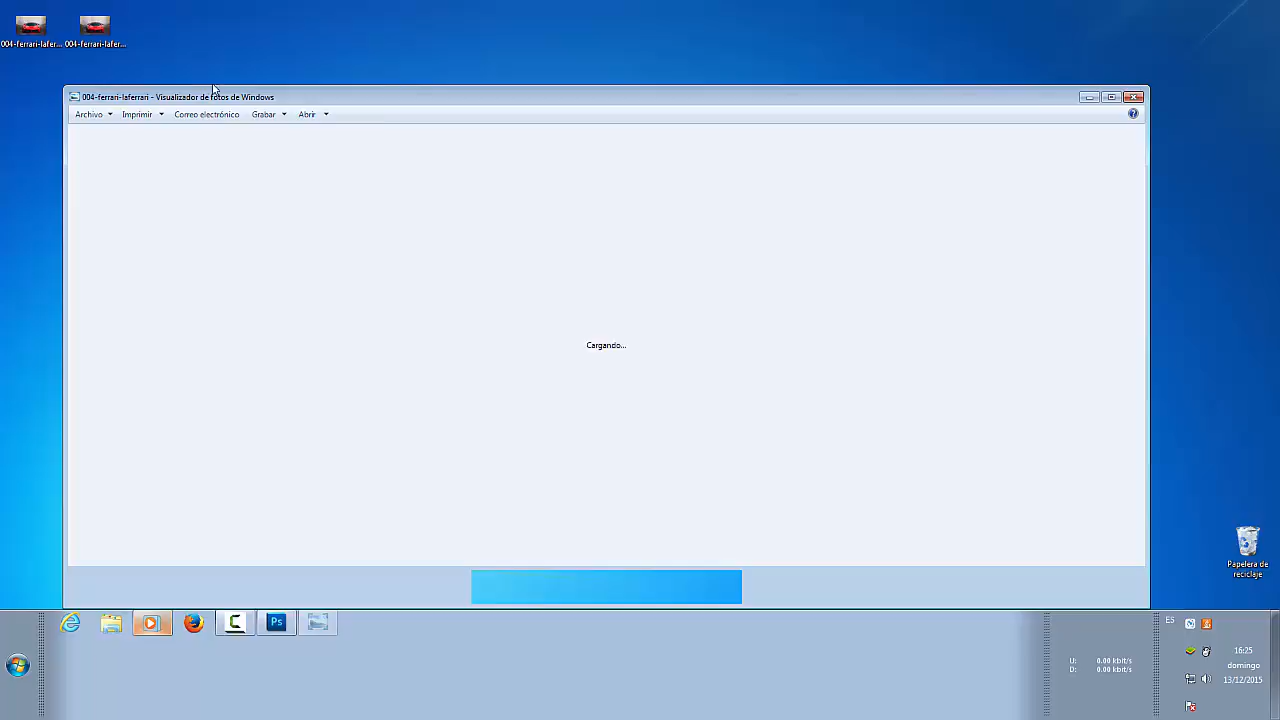 004-ferrari-lafer... 004-ferrari-lafer...
004-ferrari-laferrari - Visualizador de fotos de Windows
Archivo Imprimir Correo electrónico Grabar Abrir
Cargando...
Papelera de
reciclaje
Ps
ES
16:25
U: 0.00 kbit/s
domingo
D: 0.00 kbit/s
13/12/2015